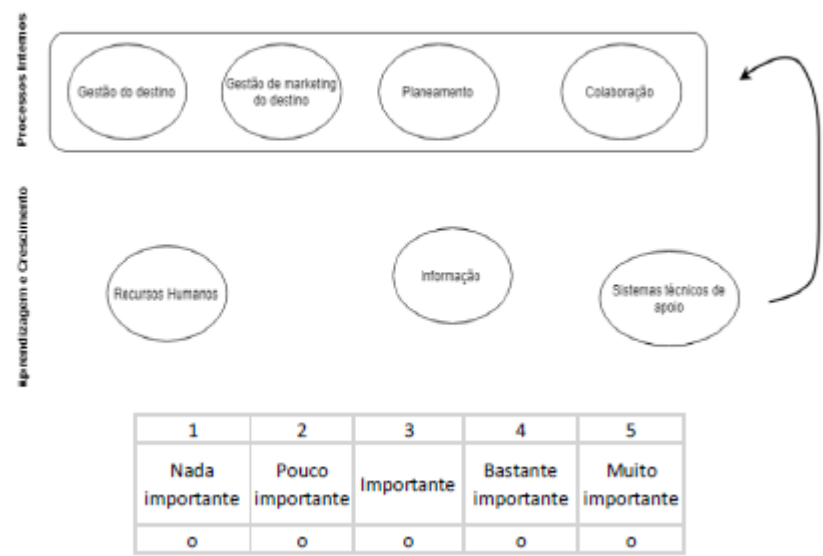 Processos Internos
Gestão do destino
Gestão de marketing
do destino
Planeamento
Colaboração
Aprendizagem e Crescimento
Recursos Humanos
Informação
Sistemas técnicos de
apoio
1 2 3 4 5
Nada importante Pouco importante Importante Bastante importante Muito importante
o o o o o